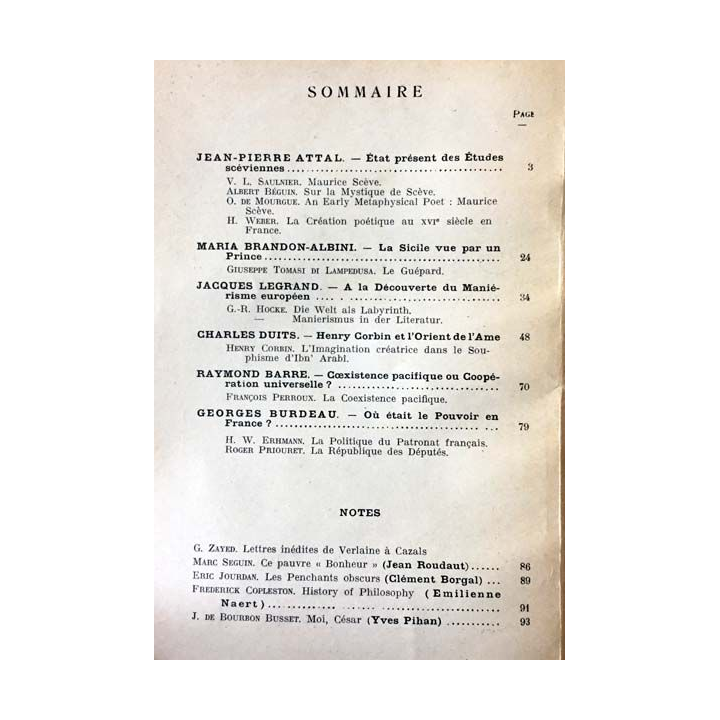 SOMMAIRE
PAGE
JEAN-PIERRE ATTAL. — État présent des Études
scéviennes............................................ 3
V. L. SAULNIER. Maurice Scève.
ALBERT BÉGUIN. Sur la Mystique de Scève.
O. DE MOURGUE. An Early Metaphysical Poet : Maurice
Scève.
H. WEBER. La Création poétique au XVIe siècle en
France.
MARIA BRANDON-ALBINI. — La Sicile vue par un
Prince................................................ 24
GIUSEPPE TOMASI DI LAMPEDUSA. Le Guépard.
JACQUES LEGRAND. — A la Découverte du Manié-
risme européen .... . ................................ 34
G.-R. HOCKE. Die Welt als Labyrinth.
— Manierismus in der Literatur.
CHARLES DUITS. — Henry Corbin et l'Orient de l'Ame 48
HENRY CORBIN. L'Imagination créatrice dans le Sou-
phisme d'Ibn' Arabî.
RAYMOND BARRE. — Cœxistence pacifique ou Coopé-
ration universelle ? ................................. 70
FRANÇOIS PERROUX. La Coexistence pacifique.
GEORGES BURDEAU. — Où était le Pouvoir en
France ?.......................................... ... 79
H. W. ERHMANN. La Politique du Patronat français.
ROGER PRIOURET. La République des Députés.
NOTES
G. ZAYED. Lettres inédites de Verlaine à Cazals
MARC SEGUIN. Ce pauvre « Bonheur » (Jean Roudaut)...... 86
ERIC JOURDAN. Les Penchants obscurs (Clément Borgal) ... 89
FREDERICK COPLESTON. History of Philosophy (Emilienne
Naert)................................................ 91
J. DE BOURBON BUSSET. Moi, César (Yves Pihan) .......... 93